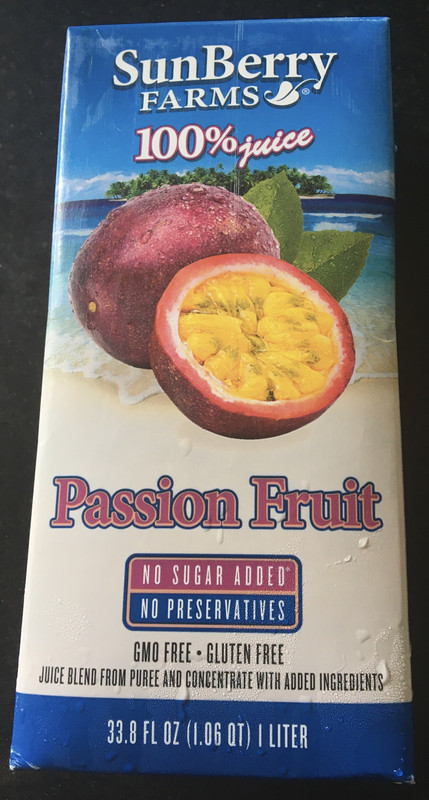 SunBerry
FARMS®
100% juice
Passion Fruit
NO SUGAR ADDED*
NO PRESERVATIVES
GMO FREE • GLUTEN FREE
JUICE BLEND FROM PUREE AND CONCENTRATE WITH ADDED INGREDIENTS
33.8 FL OZ (1.06 QT) 1 LITER